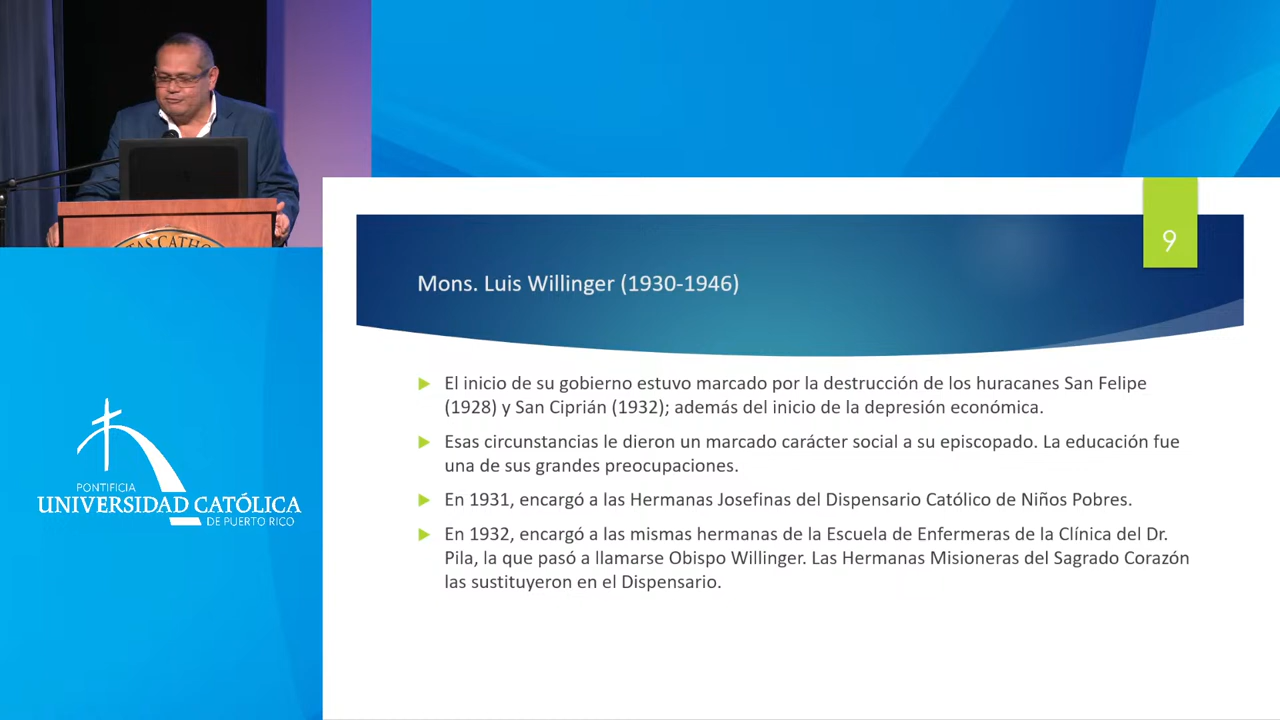 TAS CATHO
PONTIFICIA
UNIVERSIDAD CATÓLICA
DE PUERTO RICO
9
Mons. Luis Willinger (1930-1946)
El inicio de su gobierno estuvo marcado por la destrucción de los huracanes San Felipe
(1928) y San Ciprián (1932); además del inicio de la depresión económica.
Esas circunstancias le dieron un marcado carácter social a su episcopado. La educación fue
una de sus grandes preocupaciones.
En 1931, encargó a las Hermanas Josefinas del Dispensario Católico de Niños Pobres.
En 1932, encargó a las mismas hermanas de la Escuela de Enfermeras de la Clínica del Dr.
Pila, la que pasó a llamarse Obispo Willinger. Las Hermanas Misioneras del Sagrado Corazón
las sustituyeron en el Dispensario.